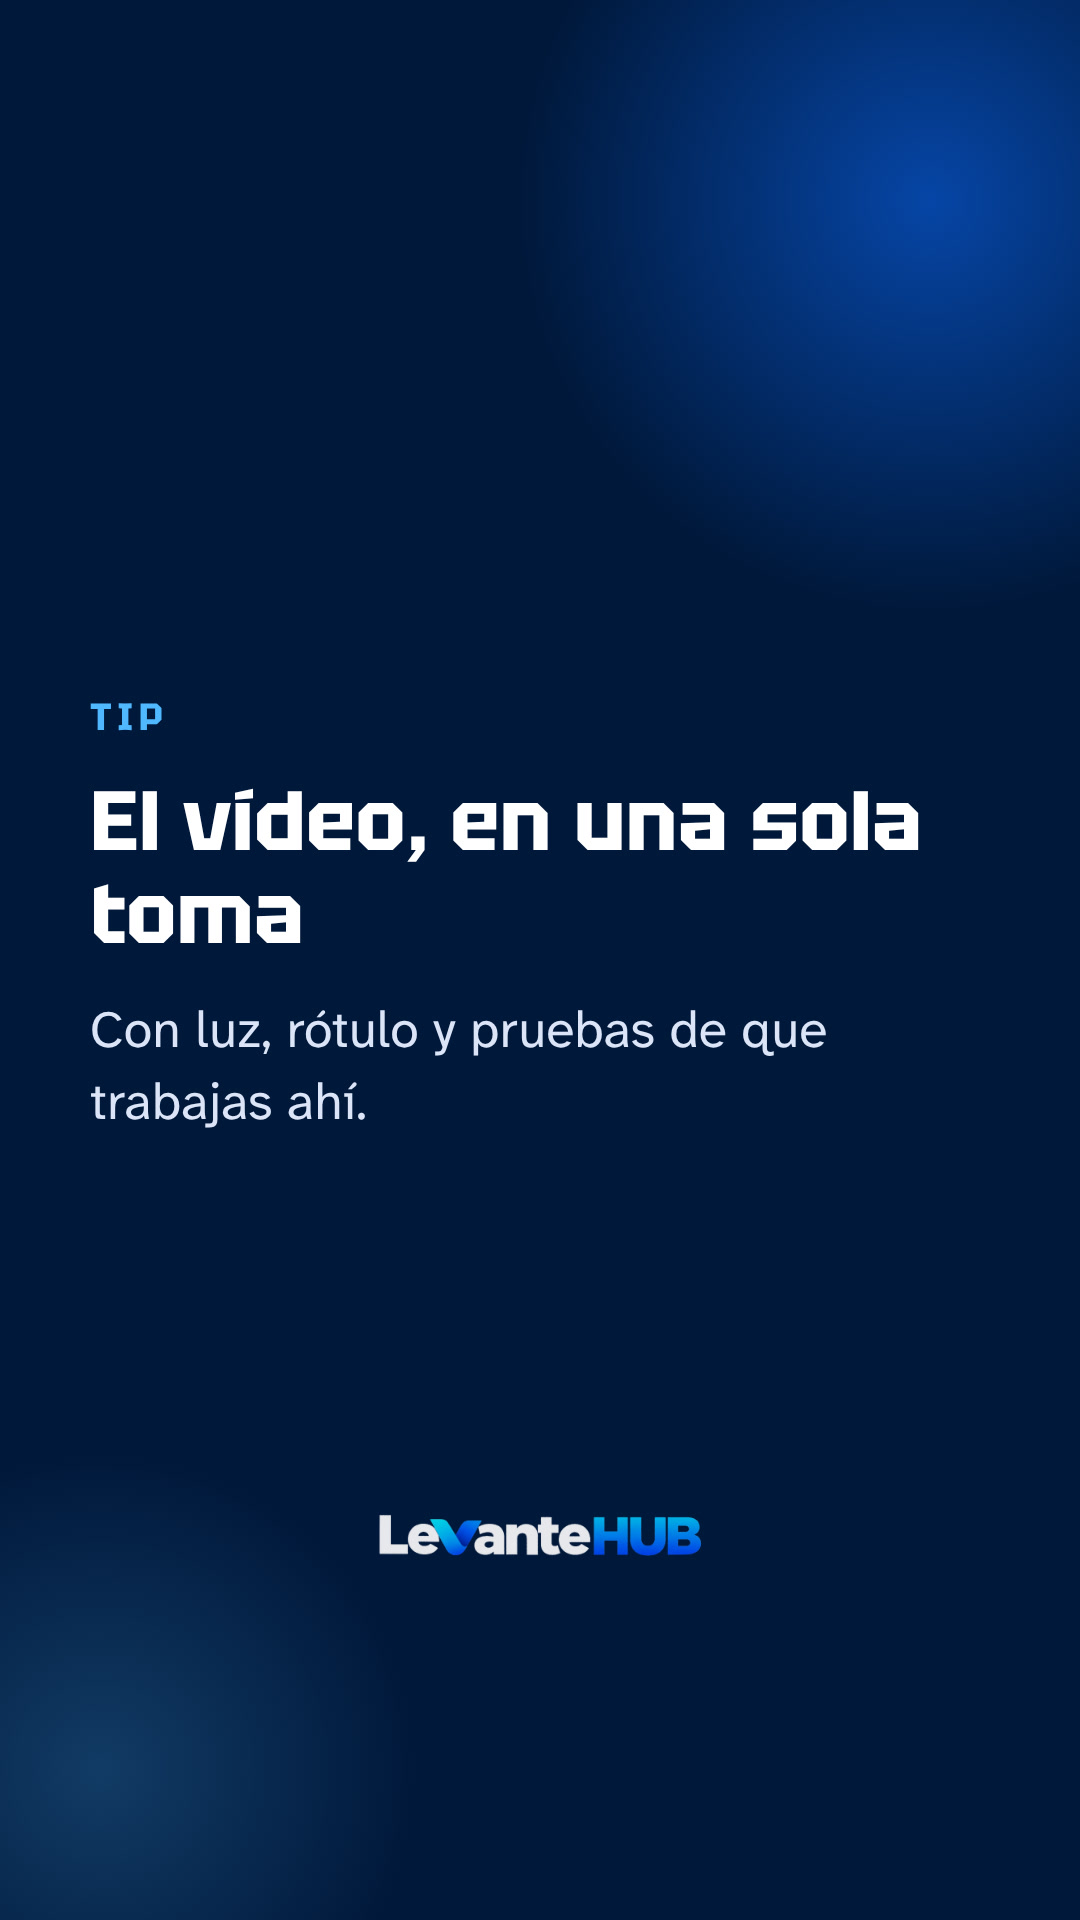 TIP
El vídeo, en una sola
toma
Con luz, rótulo y pruebas de que
trabajas ahí.
LevanteHUB